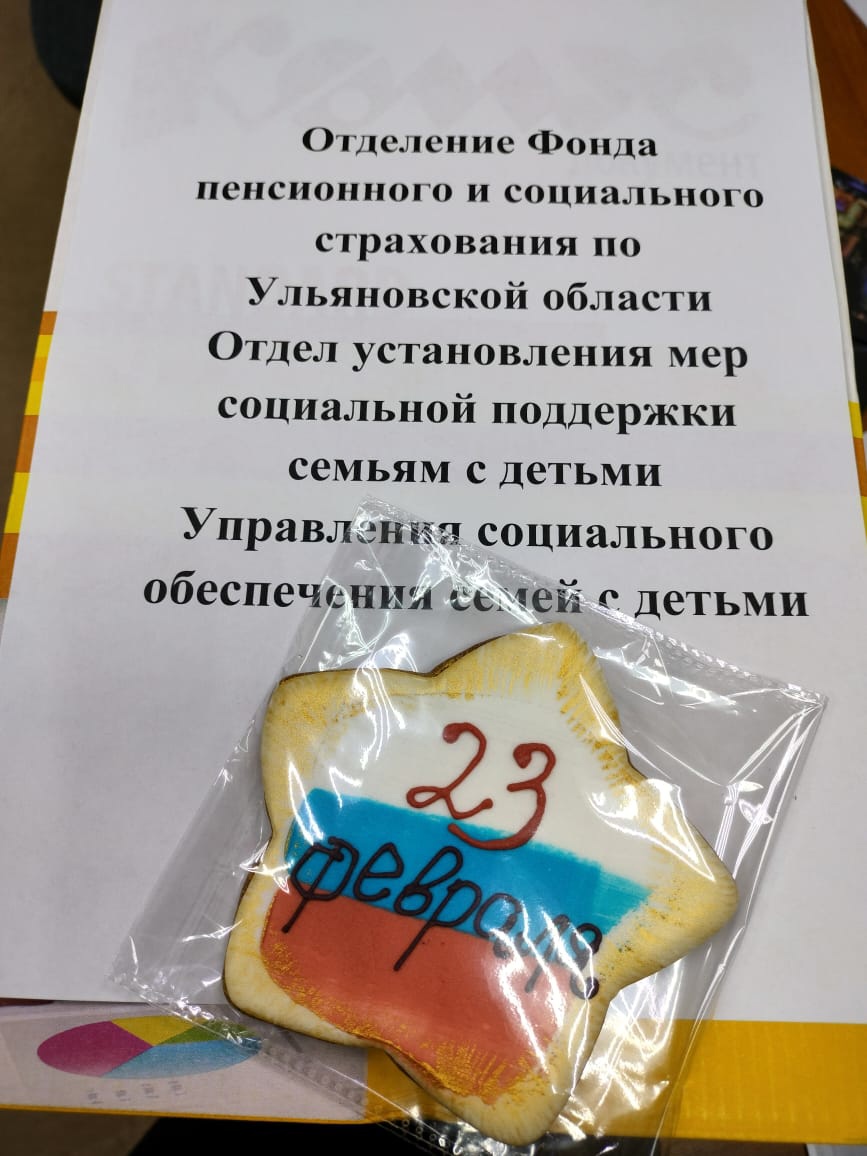 Отделение Фонда
пенсионного и социального
страхования по
Ульяновской области
Отдел установления мер
социальной поддержки
семьям с детьми
Управления социального
обеспечения семей с детьми
23
февраля